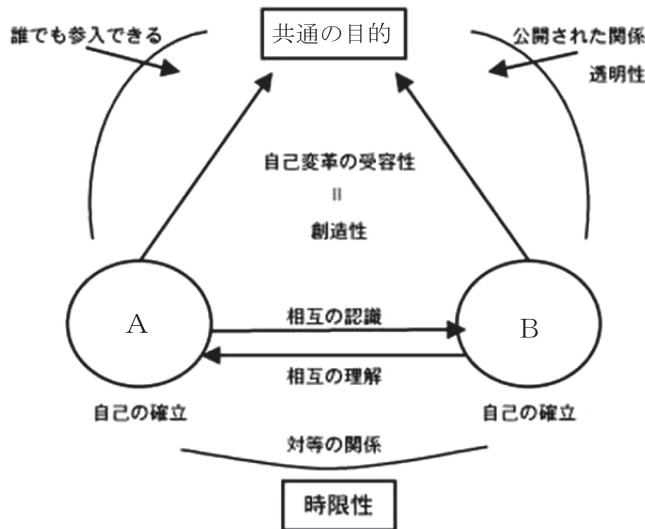 誰でも参入できる
共通の目的
公開された関係
透明性
自己変革の受容性
＝
創造性
A
B
相互の認識
相互の理解
自己の確立
自己の確立
対等の関係
時限性